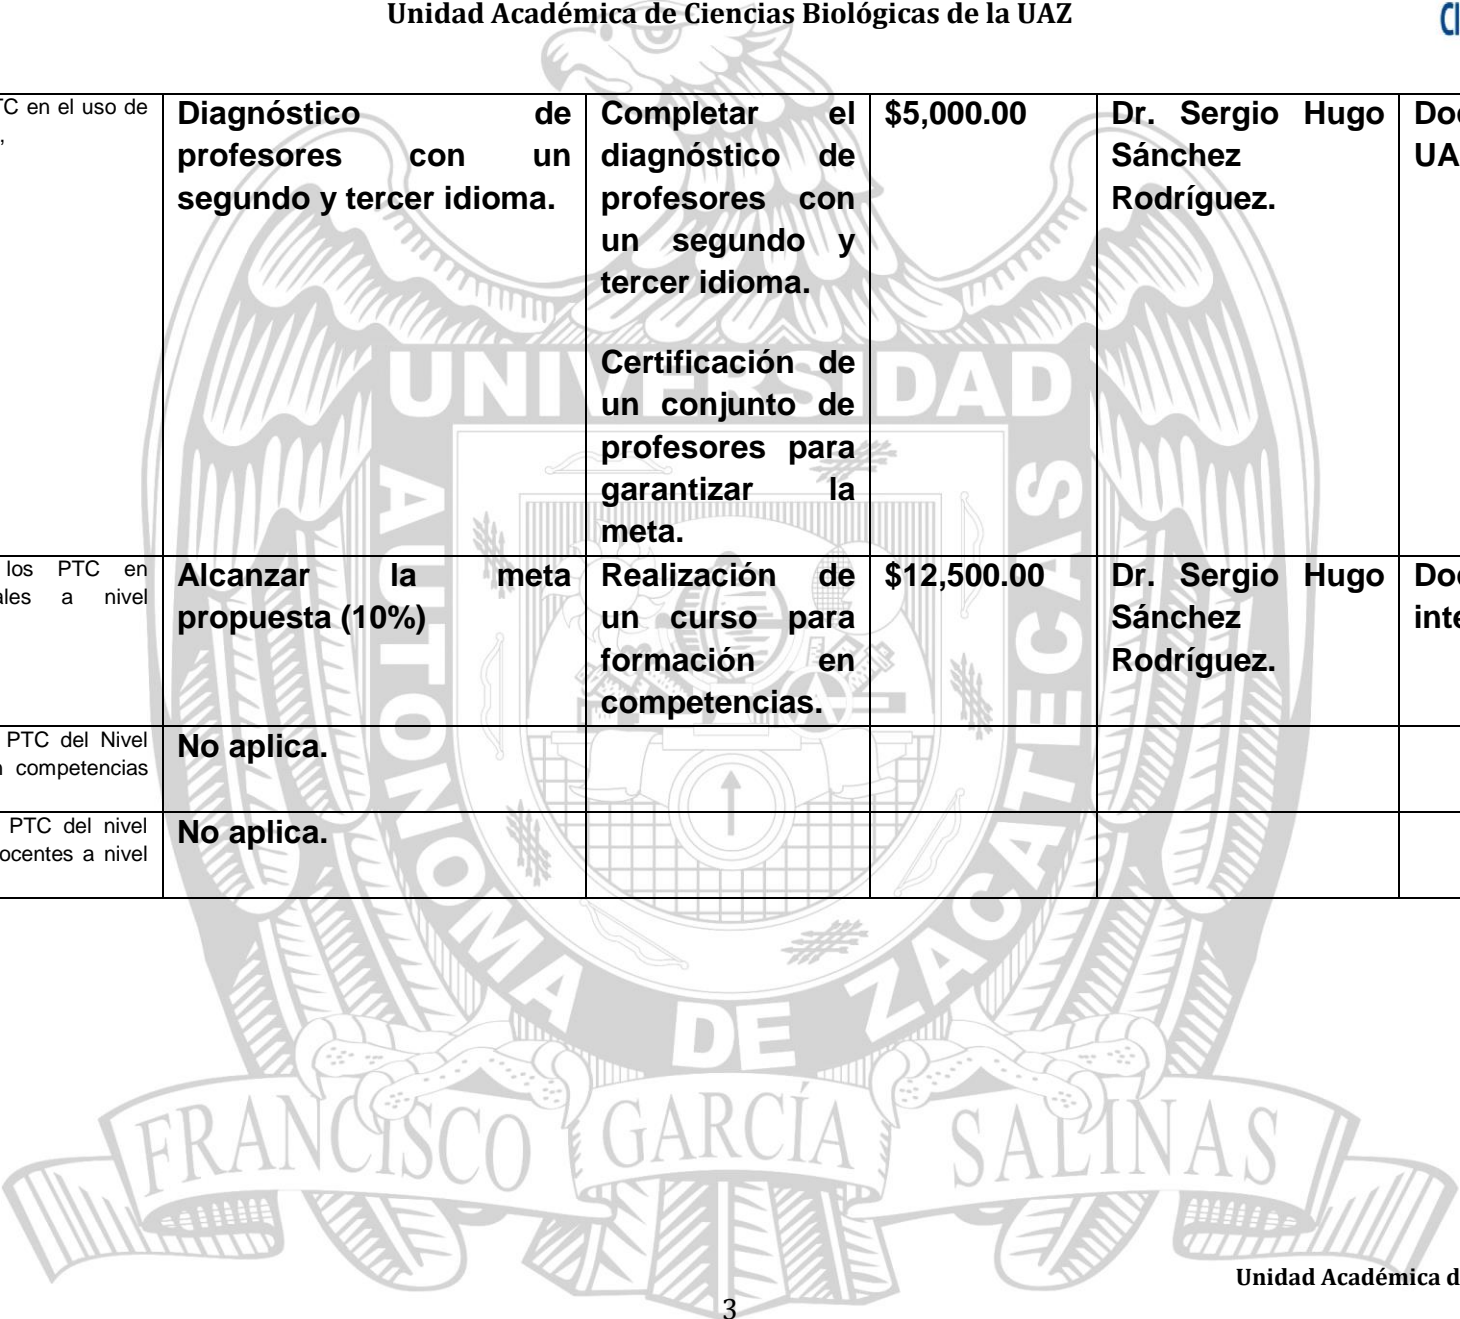 Unidad Académica de Ciencias Biológicas de la UAZ
en el uso de
Diagnóstico de
profesores con un
segundo y tercer idioma.
Completar el
diagnóstico de
profesores con
un segundo y
tercer idioma.
Certificación de
un conjunto de
profesores para
garantizar la
meta.
$5,000.00
Dr. Sergio Hugo
Sánchez
Rodríguez.
los PTC en
a nivel
Alcanzar la meta
propuesta (10%)
Realización de
un curso para
formación en
competencias.
$12,500.00
Dr. Sergio Hugo
Sánchez
Rodríguez.
PTC del Nivel
competencias
No aplica.
PTC del nivel
a nivel
No aplica.
UNIVERSIDAD
AUTONOMA DE ZACATECAS
FRANCISCO GARCÍA SALINAS
Unidad Académica
3